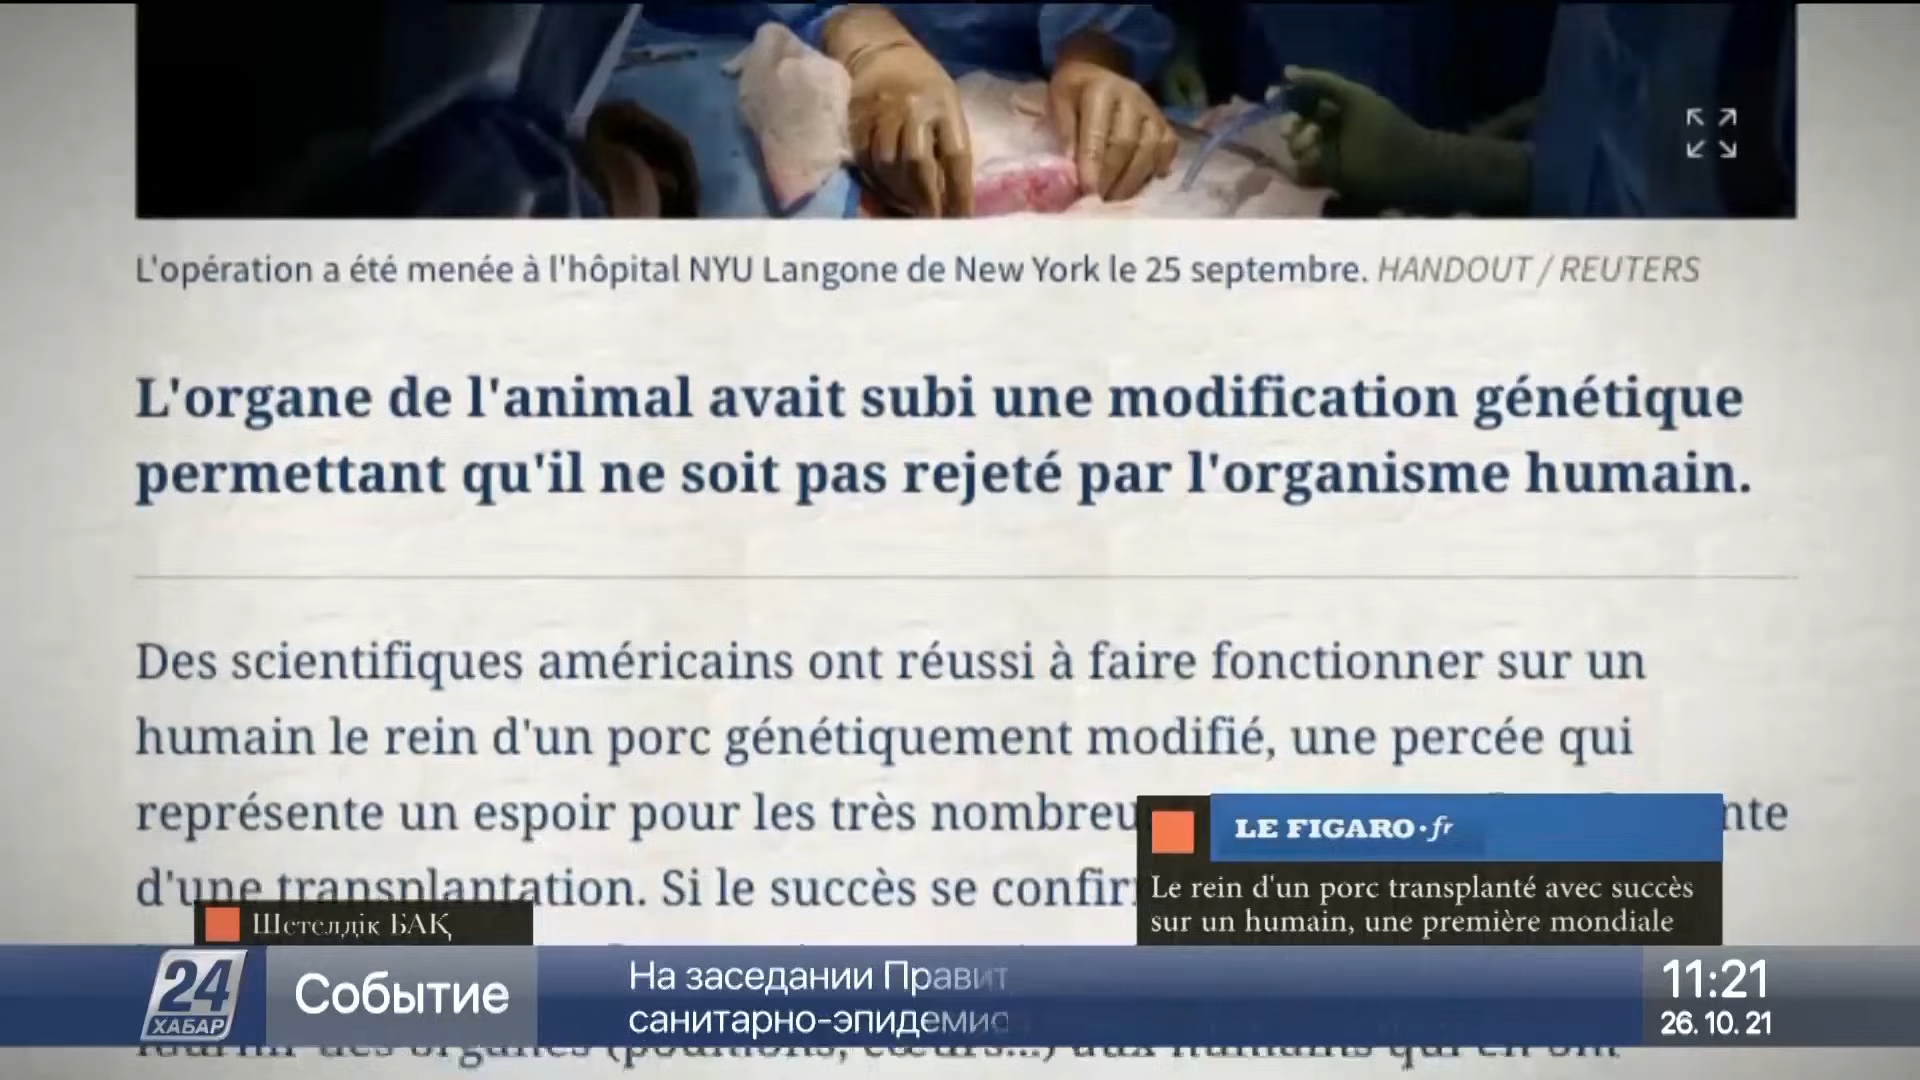 L'opération a été menée à l'hôpital NYU Langone de New York le 25 septembre. HANDOUT / REUTERS
L'organe de l'animal avait subi une modification génétique
permettant qu'il ne soit pas rejeté par l'organisme humain.
Des scientifiques américains ont réussi à faire fonctionner sur un
humain le rein d'un porc génétiquement modifié, une percée qui
représente un espoir pour les très
d'une transplantation. Si le succès se
LE FIGARO·fr
Le rein d'un porc transplanté avec succès
sur un humain, une première mondiale
Шетелдік БАҚ
24
ХАБАР
Событие
На заседании
11:21
26.10.21